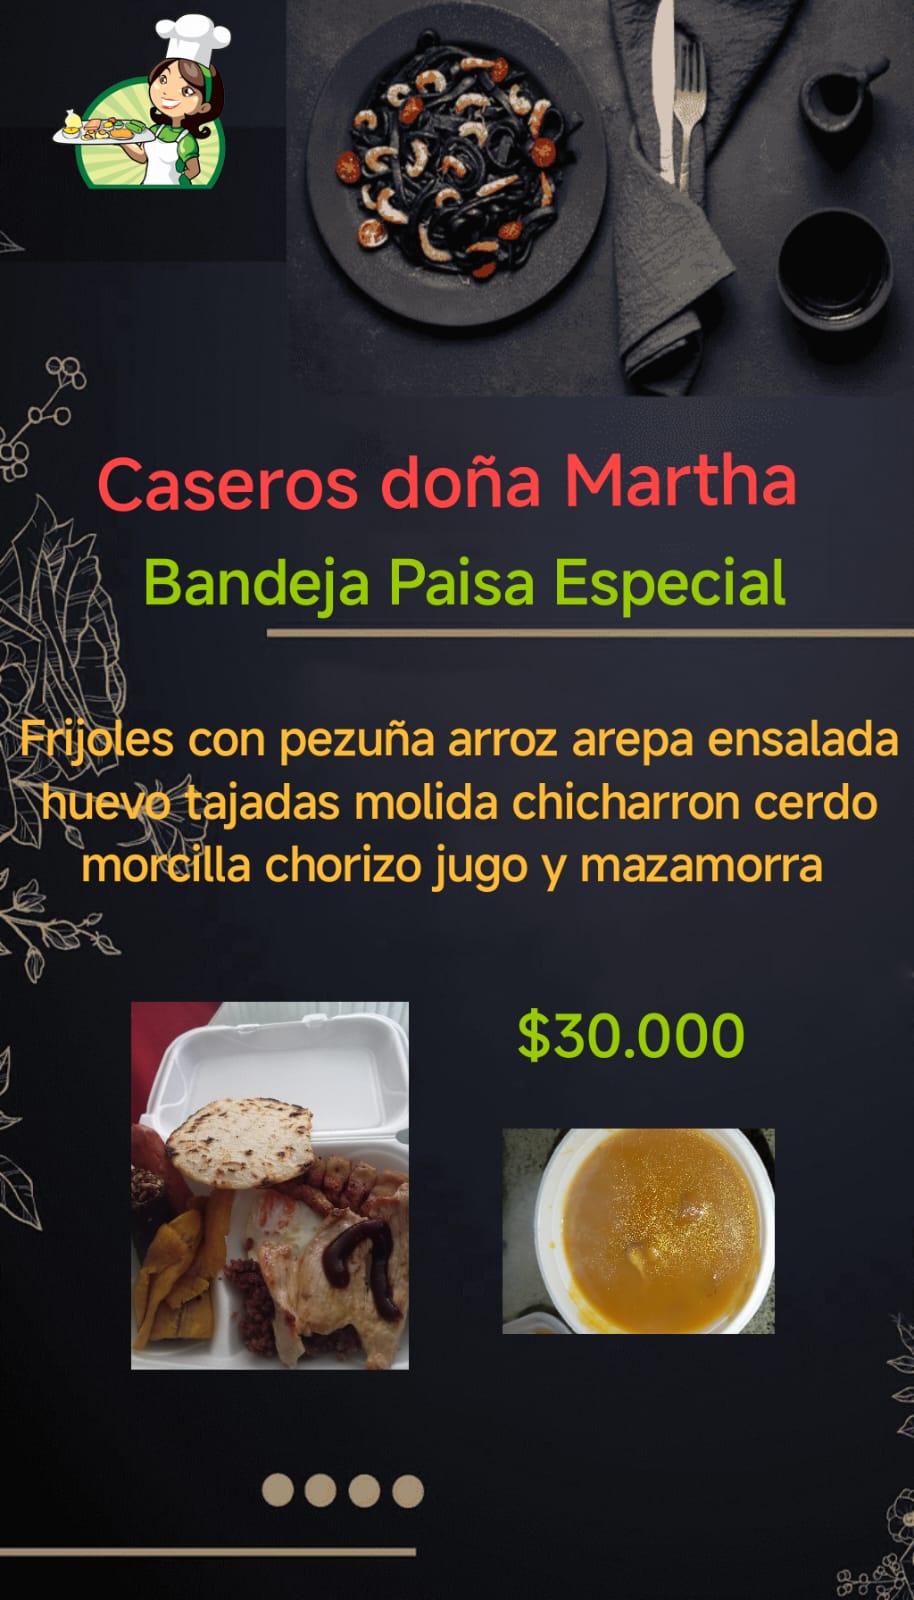 Caseros doña Martha
Bandeja Paisa Especial
Frijoles con pezuña arroz arepa ensalada
huevo tajadas molida chicharron cerdo
morcilla chorizo jugo y mazamorra
$30.000